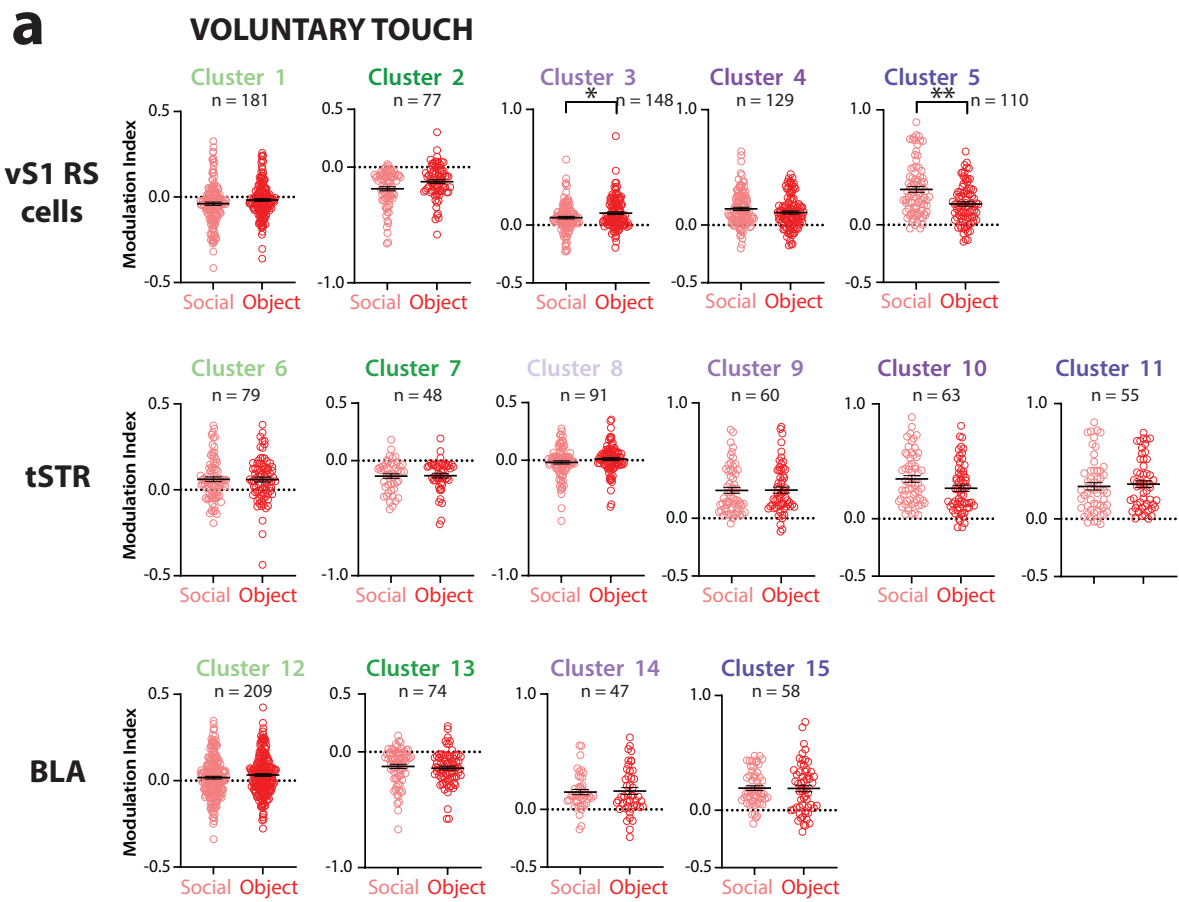 a
VOLUNTARY TOUCH
vS1 RS
cells
Cluster 1
n = 181
Modulation Index
0.5
0.0
-0.5
Social Object
Cluster 2
n = 77
0.5
0.0
-1.0
Social Object
Cluster 3
*
n = 148
1.0
0.0
-0.5
Social Object
Cluster 4
n = 129
1.0
0.0
-0.5
Social Object
Cluster 5
**
n = 110
1.0
0.0
-0.5
Social Object
tSTR
Cluster 6
n = 79
Modulation Index
0.5
0.0
-0.5
Social Object
Cluster 7
n = 48
0.5
0.0
-1.0
Social Object
Cluster 8
n = 91
0.5
0.0
-1.0
Social Object
Cluster 9
n = 60
1.0
0.0
-0.5
Social Object
Cluster 10
n = 63
1.0
0.0
-0.5
Social Object
Cluster 11
n = 55
1.0
0.0
-0.5
Social Object
BLA
Cluster 12
n = 209
Modulation Index
0.5
0.0
-0.5
Social Object
Cluster 13
n = 74
0.5
0.0
-1.0
Social Object
Cluster 14
n = 47
1.0
0.0
-0.5
Social Object
Cluster 15
n = 58
1.0
0.0
-0.5
Social Object